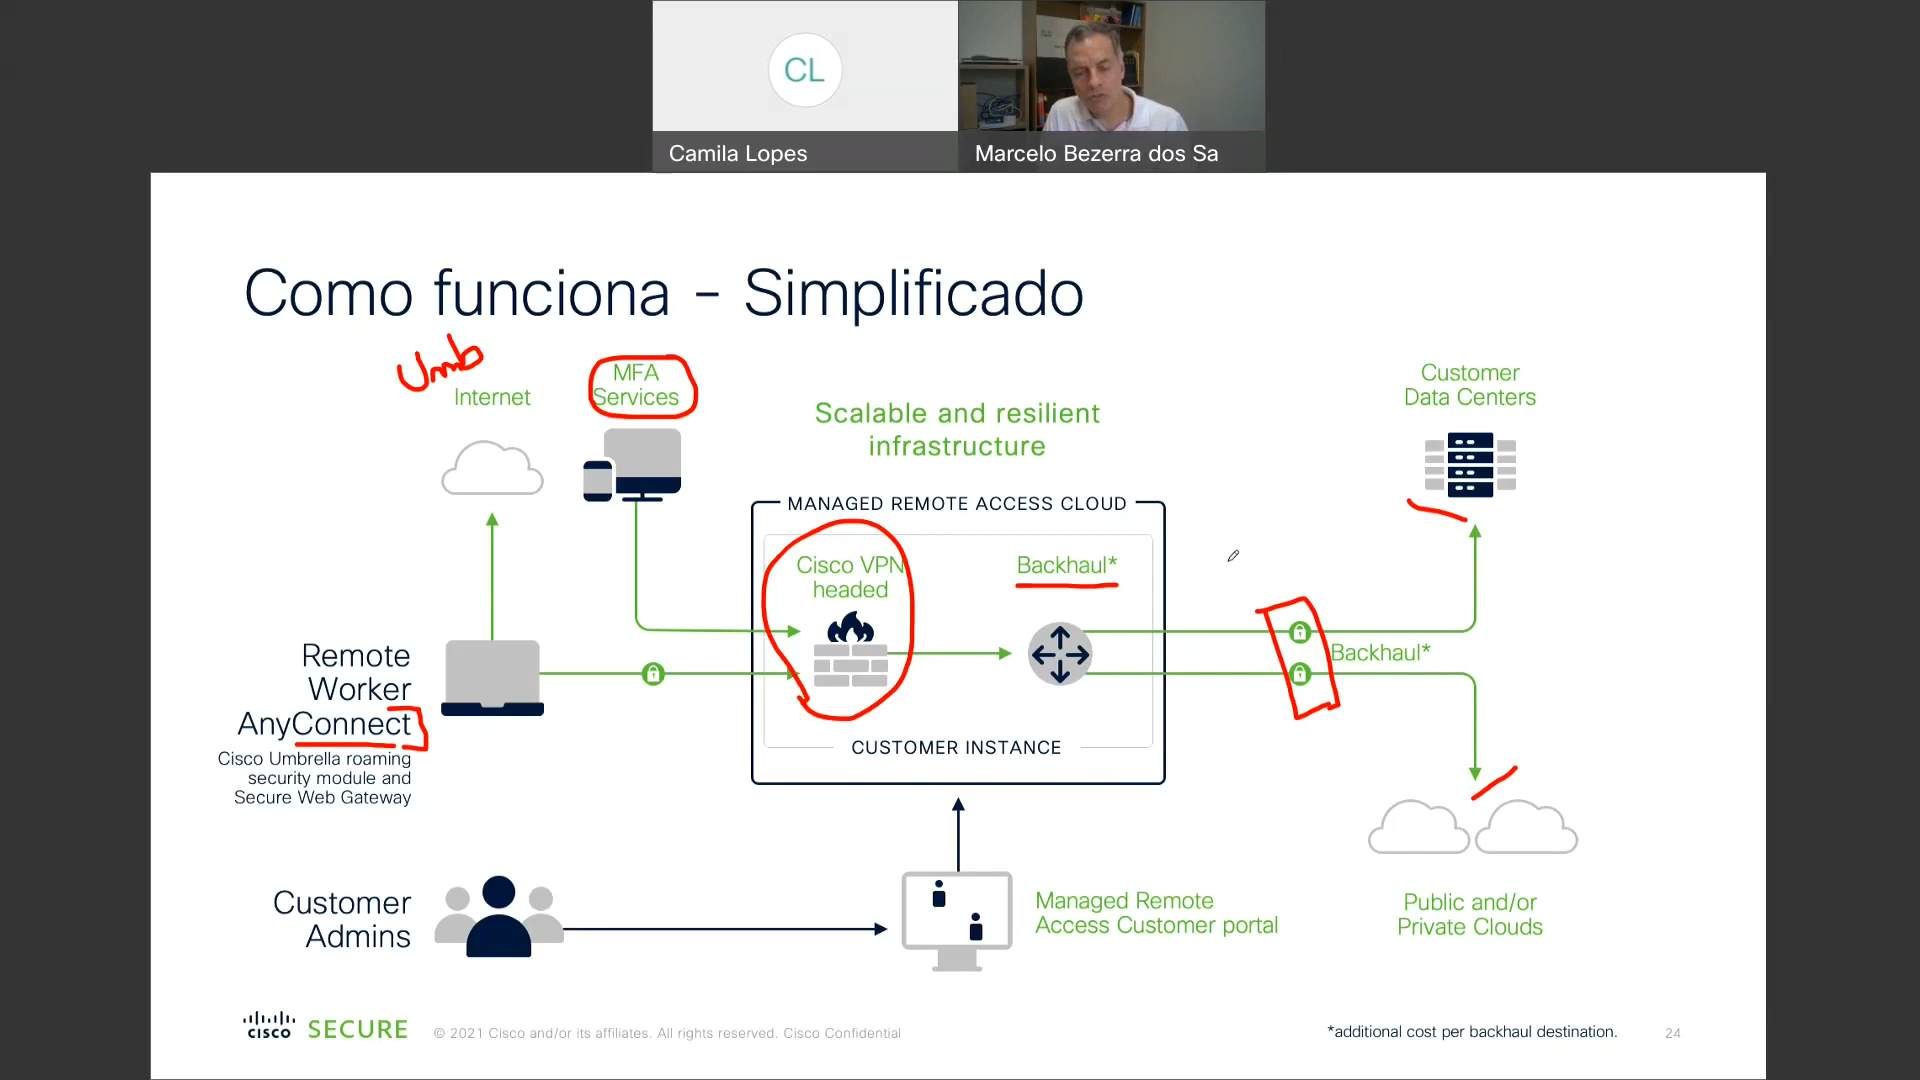 CL
Camila Lopes
Marcelo Bezerra dos Sa
Como funciona - Simplificado
Umb
Internet
MFA
Services
Scalable and resilient
infrastructure
Customer
Data Centers
MANAGED REMOTE ACCESS CLOUD
Cisco VPN
headed
Backhaul*
Backhaul*
Remote
Worker
AnyConnect
Cisco Umbrella roaming
security module and
Secure Web Gateway
CUSTOMER INSTANCE
Customer
Admins
Managed Remote
Access Customer portal
Public and/or
Private Clouds
cisco SECURE
© 2021 Cisco and/or its affiliates. All rights reserved. Cisco Confidential
*additional cost per backhaul destination.
24